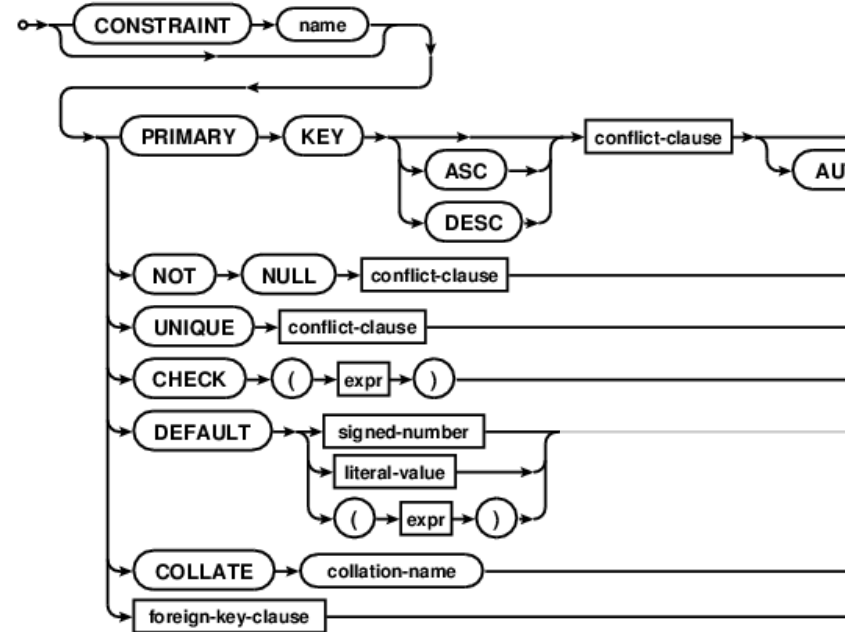 CONSTRAINT name
PRIMARY KEY conflict-clause
ASC AU
DESC
NOT NULL conflict-clause
UNIQUE conflict-clause
CHECK ( expr )
DEFAULT signed-number
literal-value
( expr )
COLLATE collation-name
foreign-key-clause